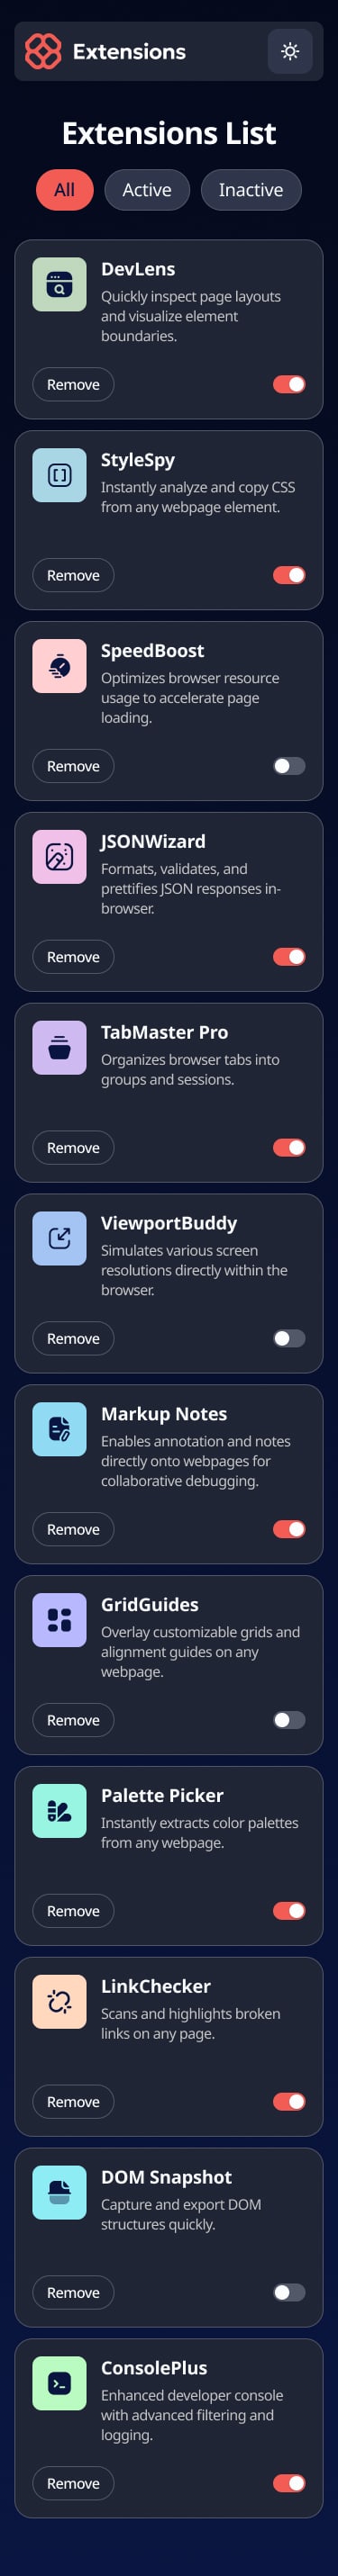 Extensions
Extensions List
All
Active
Inactive
DevLens
Quickly inspect page layouts
and visualize element
boundaries.
Remove
StyleSpy
Instantly analyze and copy CSS
from any webpage element.
Remove
SpeedBoost
Optimizes browser resource
usage to accelerate page
loading.
Remove
JSONWizard
Formats, validates, and
prettifies JSON responses in-
browser.
Remove
TabMaster Pro
Organizes browser tabs into
groups and sessions.
Remove
ViewportBuddy
Simulates various screen
resolutions directly within the
browser.
Remove
Markup Notes
Enables annotation and notes
directly onto webpages for
collaborative debugging.
Remove
GridGuides
Overlay customizable grids and
alignment guides on any
webpage.
Remove
Palette Picker
Instantly extracts color palettes
from any webpage.
Remove
LinkChecker
Scans and highlights broken
links on any page.
Remove
DOM Snapshot
Capture and export DOM
structures quickly.
Remove
ConsolePlus
Enhanced developer console
with advanced filtering and
logging.
Remove